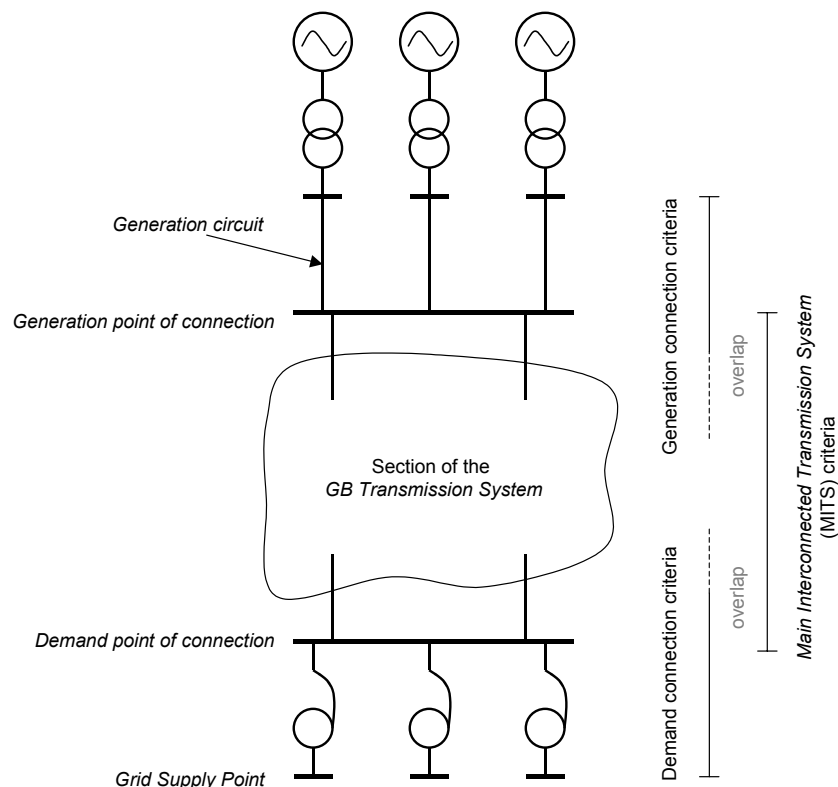 Generation circuit
Generation point of connection
Section of the
GB Transmission System
Demand point of connection
Grid Supply Point
Generation connection criteria
overlap
Demand connection criteria
overlap
Main Interconnected Transmission System
(MITS) criteria